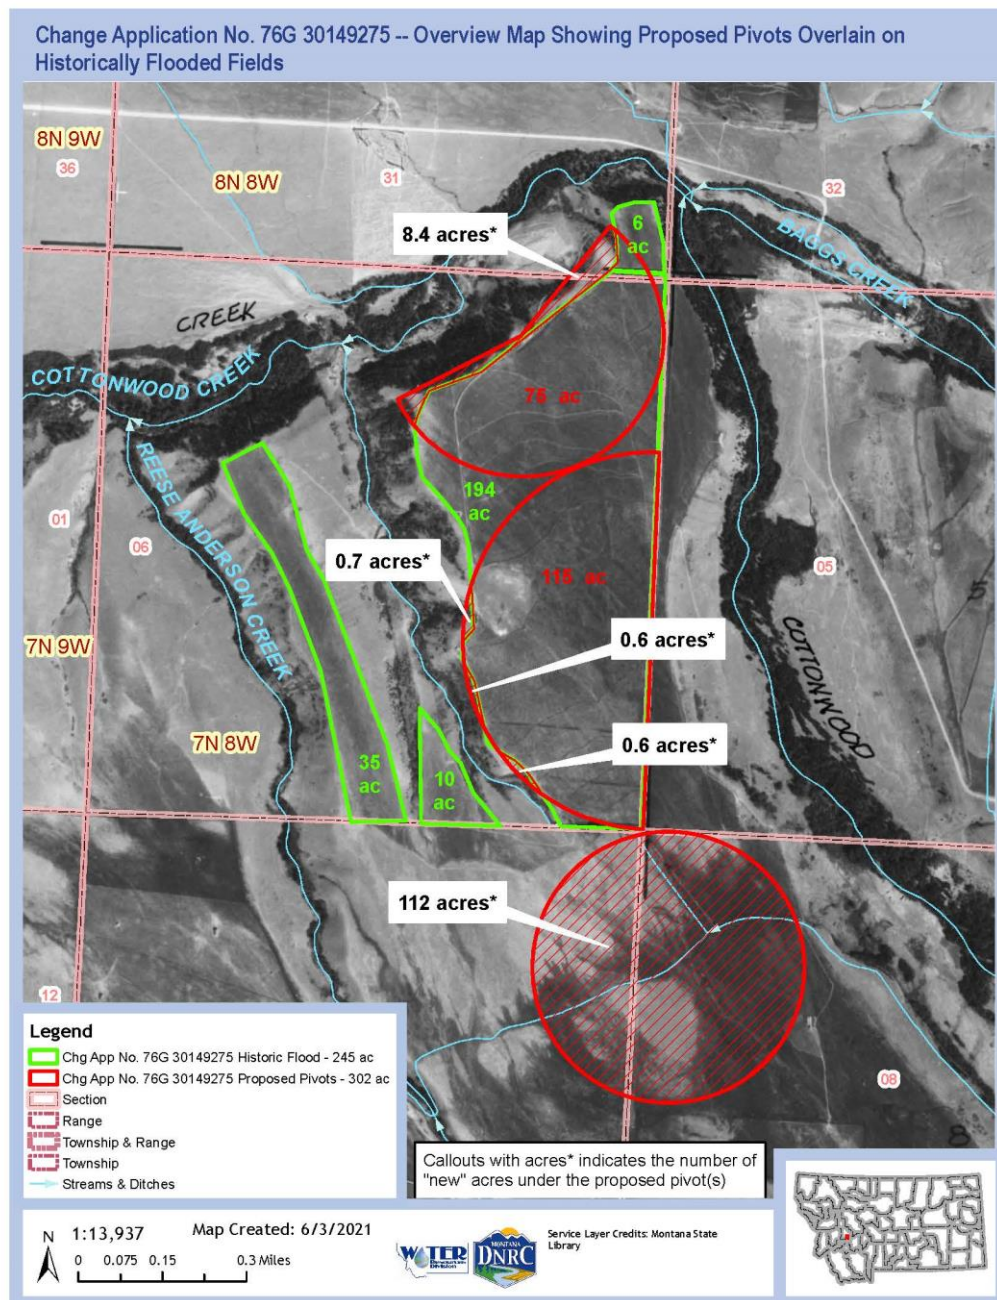 Change Application No. 76G 30149275 -- Overview Map Showing Proposed Pivots Overlain on
Historically Flooded Fields
8N 9W
36
8N 8W
31
32
6
ac
8.4 acres*
BAGGS CREEK
CREEK
COTTONWOOD CREEK
75 ac
REESE ANDERSON CREEK
194
ac
01
06
0.7 acres*
115 ac
05
5
0.6 acres*
COTTONWOOD
7N 9W
7N 8W
0.6 acres*
35
ac
10
ac
112 acres*
12
08
8
Legend
Chg App No. 76G 30149275 Historic Flood - 245 ac
Chg App No. 76G 30149275 Proposed Pivots - 302 ac
Section
Range
Township & Range
Township
Streams & Ditches
Callouts with acres* indicates the number of
"new" acres under the proposed pivot(s)
N
1:13,937
Map Created: 6/3/2021
0 0.075 0.15 0.3 Miles
WATER
Resources
Division
MONTANA
DNRC
Service Layer Credits: Montana State
Library